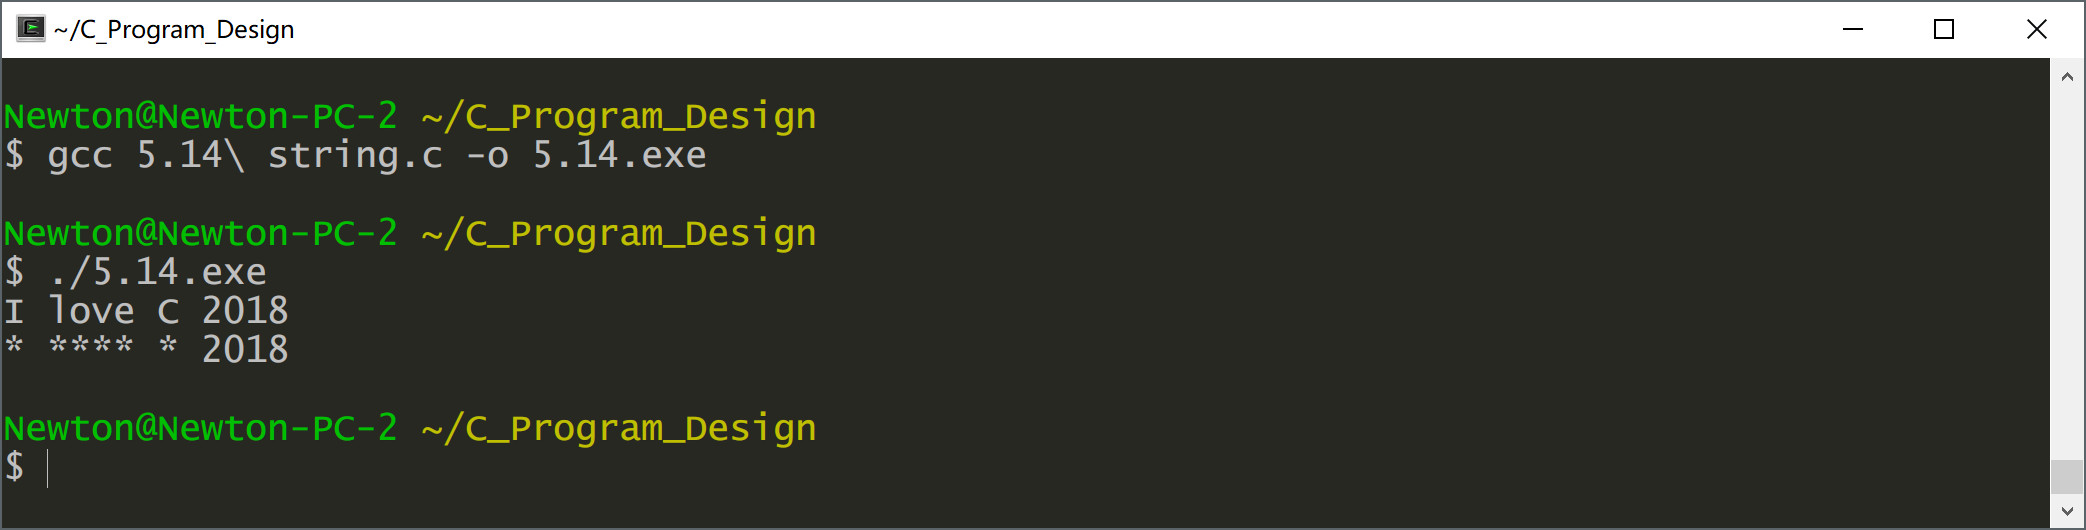 ~/C_Program_Design
Newton@Newton-PC-2 ~/C_Program_Design
$ gcc 5.14\ string.c -o 5.14.exe
Newton@Newton-PC-2 ~/C_Program_Design
$ ./5.14.exe
I love C 2018
* **** * 2018
Newton@Newton-PC-2 ~/C_Program_Design
$